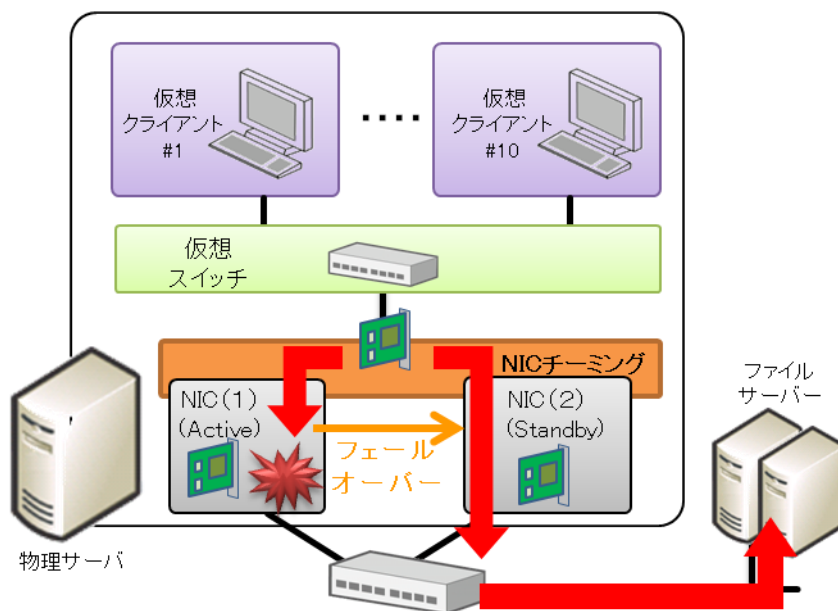 仮想
クライアント
#1
....
仮想
クライアント
#10
仮想
スイッチ
NICチーミング
NIC(1)
(Active)
フェール
オーバー
NIC(2)
(Standby)
ファイル
サーバー
物理サーバ